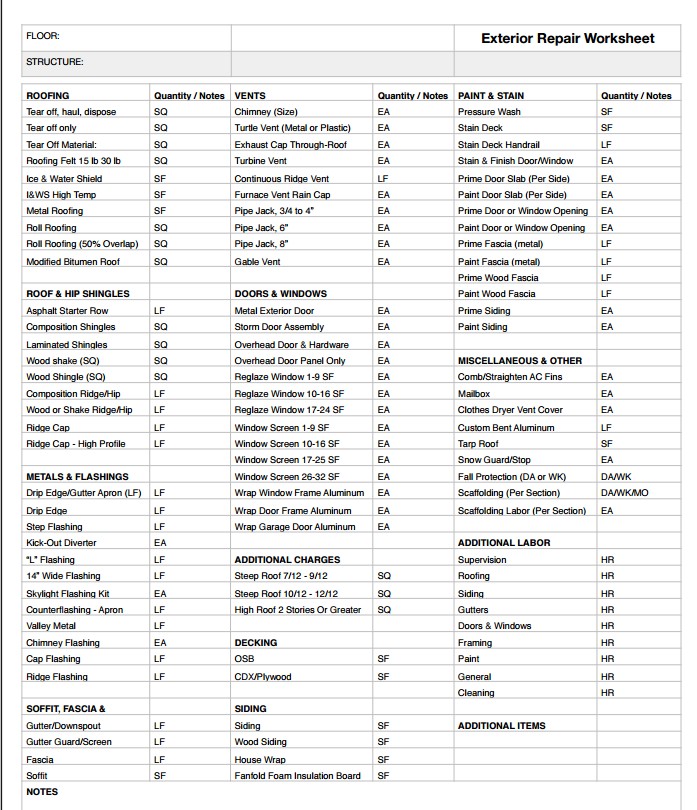 FLOOR: Exterior Repair Worksheet
STRUCTURE:
ROOFING Quantity / Notes VENTS Quantity / Notes PAINT & STAIN Quantity / Notes
Tear off, haul, dispose SQ Chimney (Size) EA Pressure Wash SF
Tear off only SQ Turtle Vent (Metal or Plastic) EA Stain Deck SF
Tear Off Material: SQ Exhaust Cap Through-Roof EA Stain Deck Handrail LF
Roofing Felt 15 lb 30 lb SQ Turbine Vent EA Stain & Finish Door/Window EA
Ice & Water Shield SF Continuous Ridge Vent LF Prime Door Slab (Per Side) EA
I&WS High Temp SF Furnace Vent Rain Cap EA Paint Door Slab (Per Side) EA
Metal Roofing SF Pipe Jack, 3/4 to 4" EA Prime Door or Window Opening EA
Roll Roofing SQ Pipe Jack, 6" EA Paint Door or Window Opening EA
Roll Roofing (50% Overlap) SQ Pipe Jack, 8" EA Prime Fascia (metal) LF
Modified Bitumen Roof SQ Gable Vent EA Paint Fascia (metal) LF
Prime Wood Fascia LF
ROOF & HIP SHINGLES DOORS & WINDOWS Paint Wood Fascia LF
Asphalt Starter Row LF Metal Exterior Door EA Prime Siding EA
Composition Shingles SQ Storm Door Assembly EA Paint Siding EA
Laminated Shingles SQ Overhead Door & Hardware EA
Wood shake (SQ) SQ Overhead Door Panel Only EA MISCELLANEOUS & OTHER
Wood Shingle (SQ) SQ Reglaze Window 1-9 SF EA Comb/Straighten AC Fins EA
Composition Ridge/Hip LF Reglaze Window 10-16 SF EA Mailbox EA
Wood or Shake Ridge/Hip LF Reglaze Window 17-24 SF EA Clothes Dryer Vent Cover EA
Ridge Cap LF Window Screen 1-9 SF EA Custom Bent Aluminum LF
Ridge Cap - High Profile LF Window Screen 10-16 SF EA Tarp Roof SF
Window Screen 17-25 SF EA Snow Guard/Stop EA
METALS & FLASHINGS Window Screen 26-32 SF EA Fall Protection (DA or WK) DA/WK
Drip Edge/Gutter Apron (LF) LF Wrap Window Frame Aluminum EA Scaffolding (Per Section) DA/WK/MO
Drip Edge LF Wrap Door Frame Aluminum EA Scaffolding Labor (Per Section) EA
Step Flashing LF Wrap Garage Door Aluminum EA
Kick-Out Diverter EA ADDITIONAL LABOR
"L" Flashing LF ADDITIONAL CHARGES Supervision HR
14" Wide Flashing LF Steep Roof 7/12 - 9/12 SQ Roofing HR
Skylight Flashing Kit EA Steep Roof 10/12 - 12/12 SQ Siding HR
Counterflashing - Apron LF High Roof 2 Stories Or Greater SQ Gutters HR
Valley Metal LF Doors & Windows HR
Chimney Flashing EA DECKING Framing HR
Cap Flashing LF OSB SF Paint HR
Ridge Flashing LF CDX/Plywood SF General HR
Cleaning HR
SOFFIT, FASCIA & SIDING
Gutter/Downspout LF Siding SF ADDITIONAL ITEMS
Gutter Guard/Screen LF Wood Siding SF
Fascia LF House Wrap SF
Soffit SF Fanfold Foam Insulation Board SF
NOTES